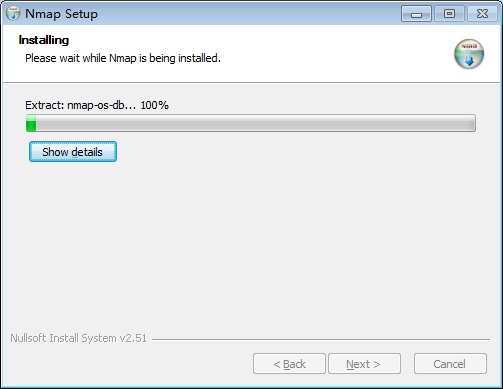 Nmap Setup
Installing
Please wait while Nmap is being installed.
Extract: nmap-os-db... 100%
Show details
Nullsoft Install System v2.51
< Back
Next >
Cancel